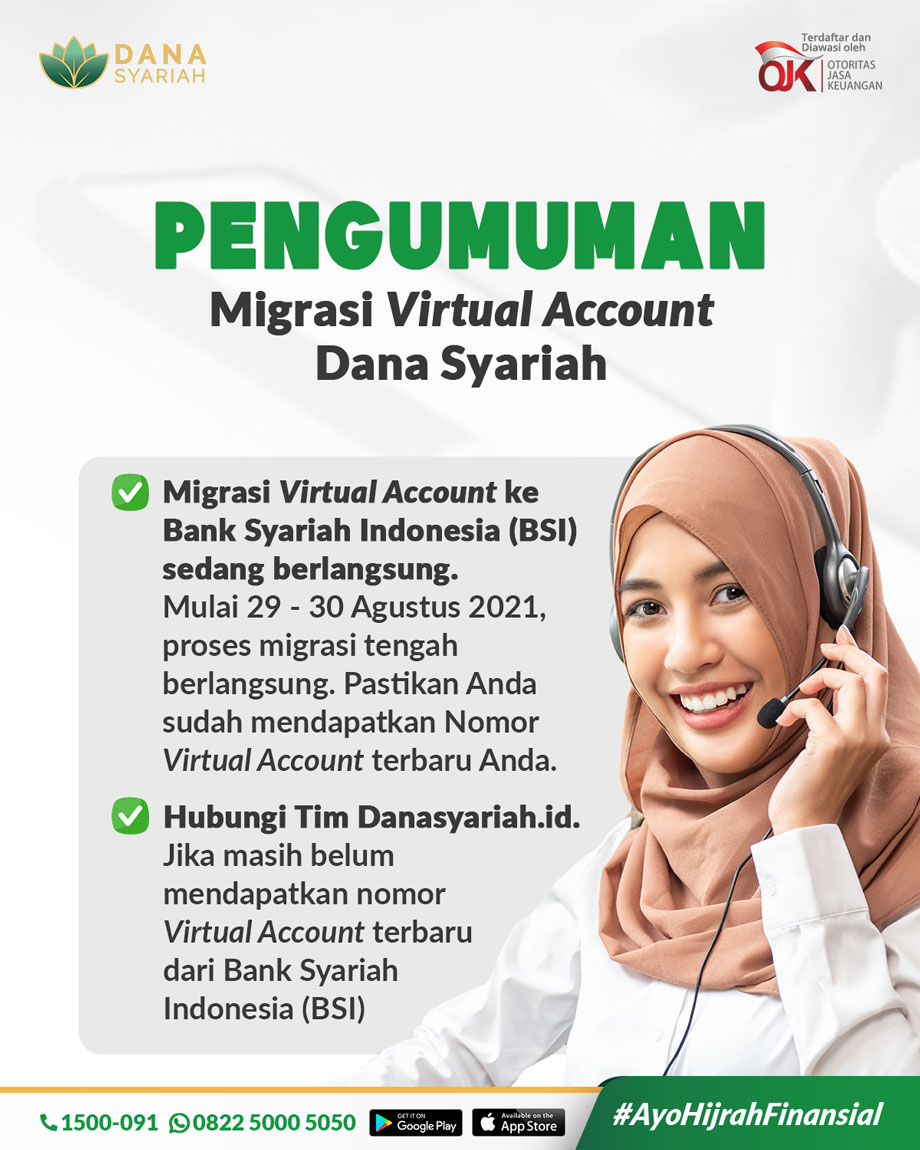 DANA
SYARIAH
Terdaftar dan
Diawasi oleh
OJK
OTORITAS
JASA
KEUANGAN
PENGUMUMAN
Migrasi Virtual Account
Dana Syariah
Migrasi Virtual Account ke
Bank Syariah Indonesia (BSI)
sedang berlangsung.
Mulai 29 - 30 Agustus 2021,
proses migrasi tengah
berlangsung. Pastikan Anda
sudah mendapatkan Nomor
Virtual Account terbaru Anda.
Hubungi Tim Danasyariah.id.
Jika masih belum
mendapatkan nomor
Virtual Account terbaru
dari Bank Syariah
Indonesia (BSI)
1500-091
0822 5000 5050
GET IT ON
Google Play
Available on the
App Store
#AyoHijrahFinansial